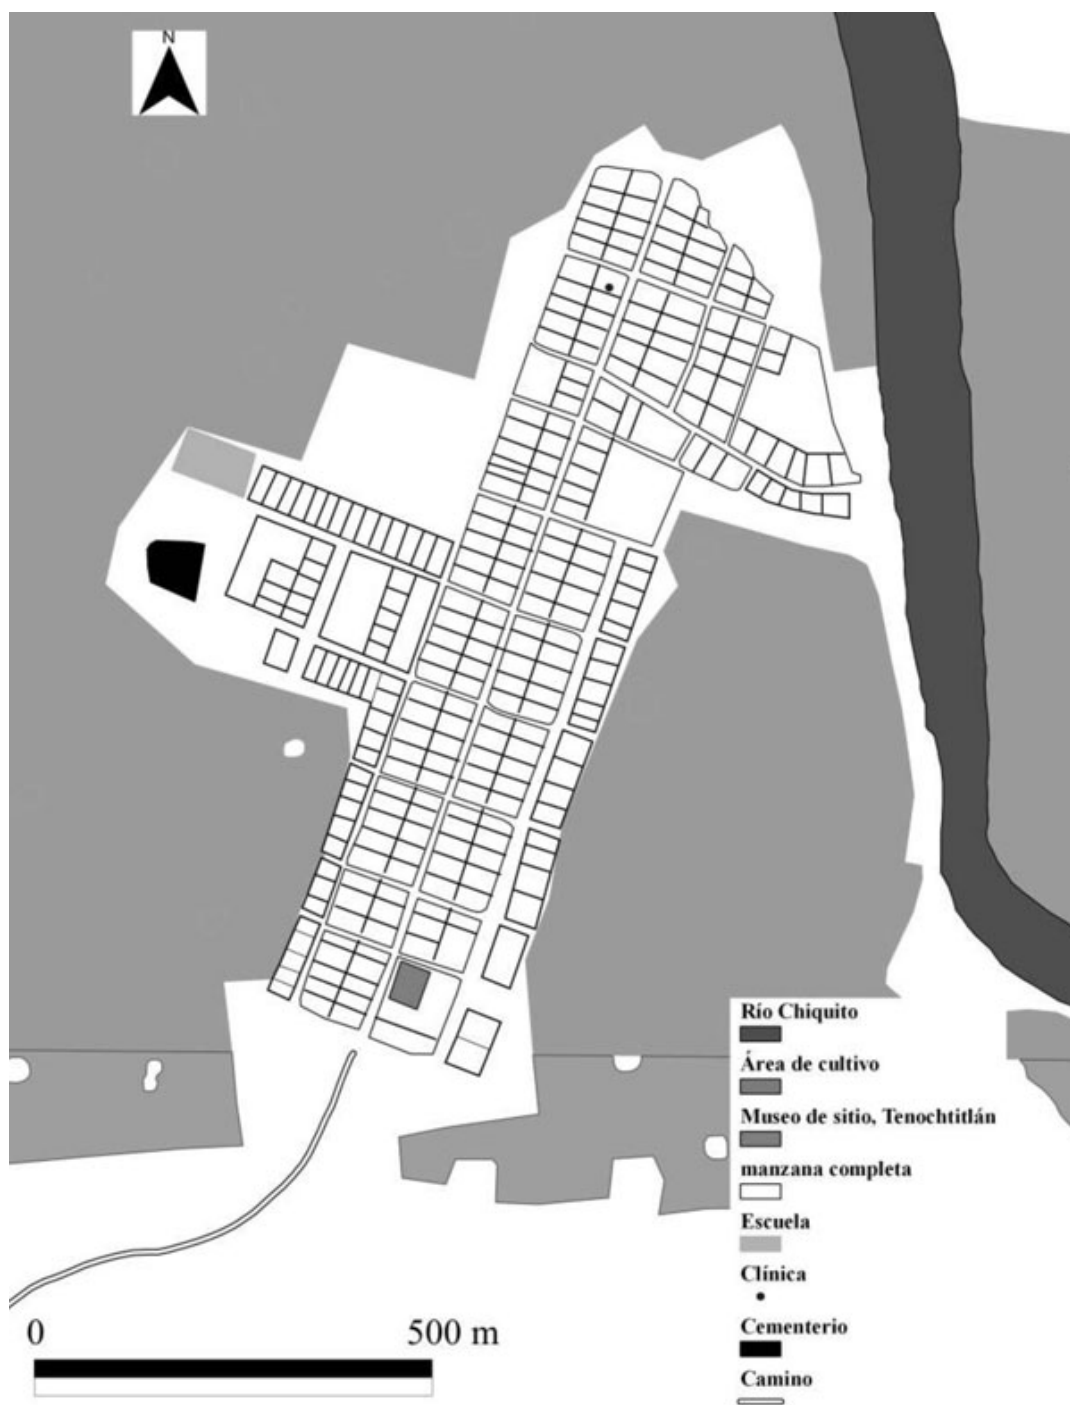 N
Río Chiquito
Área de cultivo
Museo de sitio, Tenochtitlán
manzana completa
Escuela
Clínica
Cementerio
Camino
0 500 m